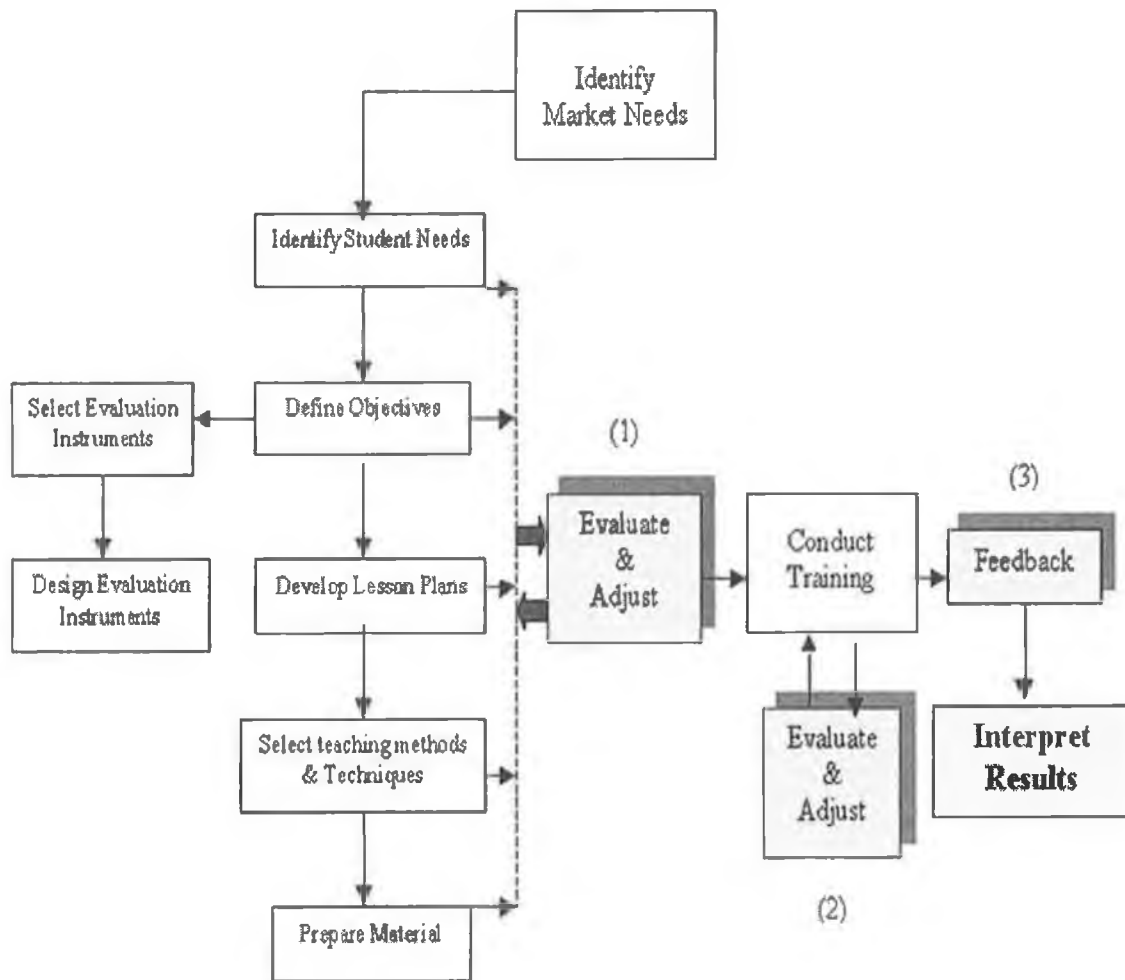 Identify
Market Needs
Identify Student Needs
Select Evaluation
Instruments
Define Objectives
(1)
(3)
Evaluate
&
Adjust
Conduct
Training
Feedback
Design Evaluation
Instruments
Develop Lesson Plans
Select teaching methods
& Techniques
Evaluate
&
Adjust
Interpret
Results
(2)
Prepare Material